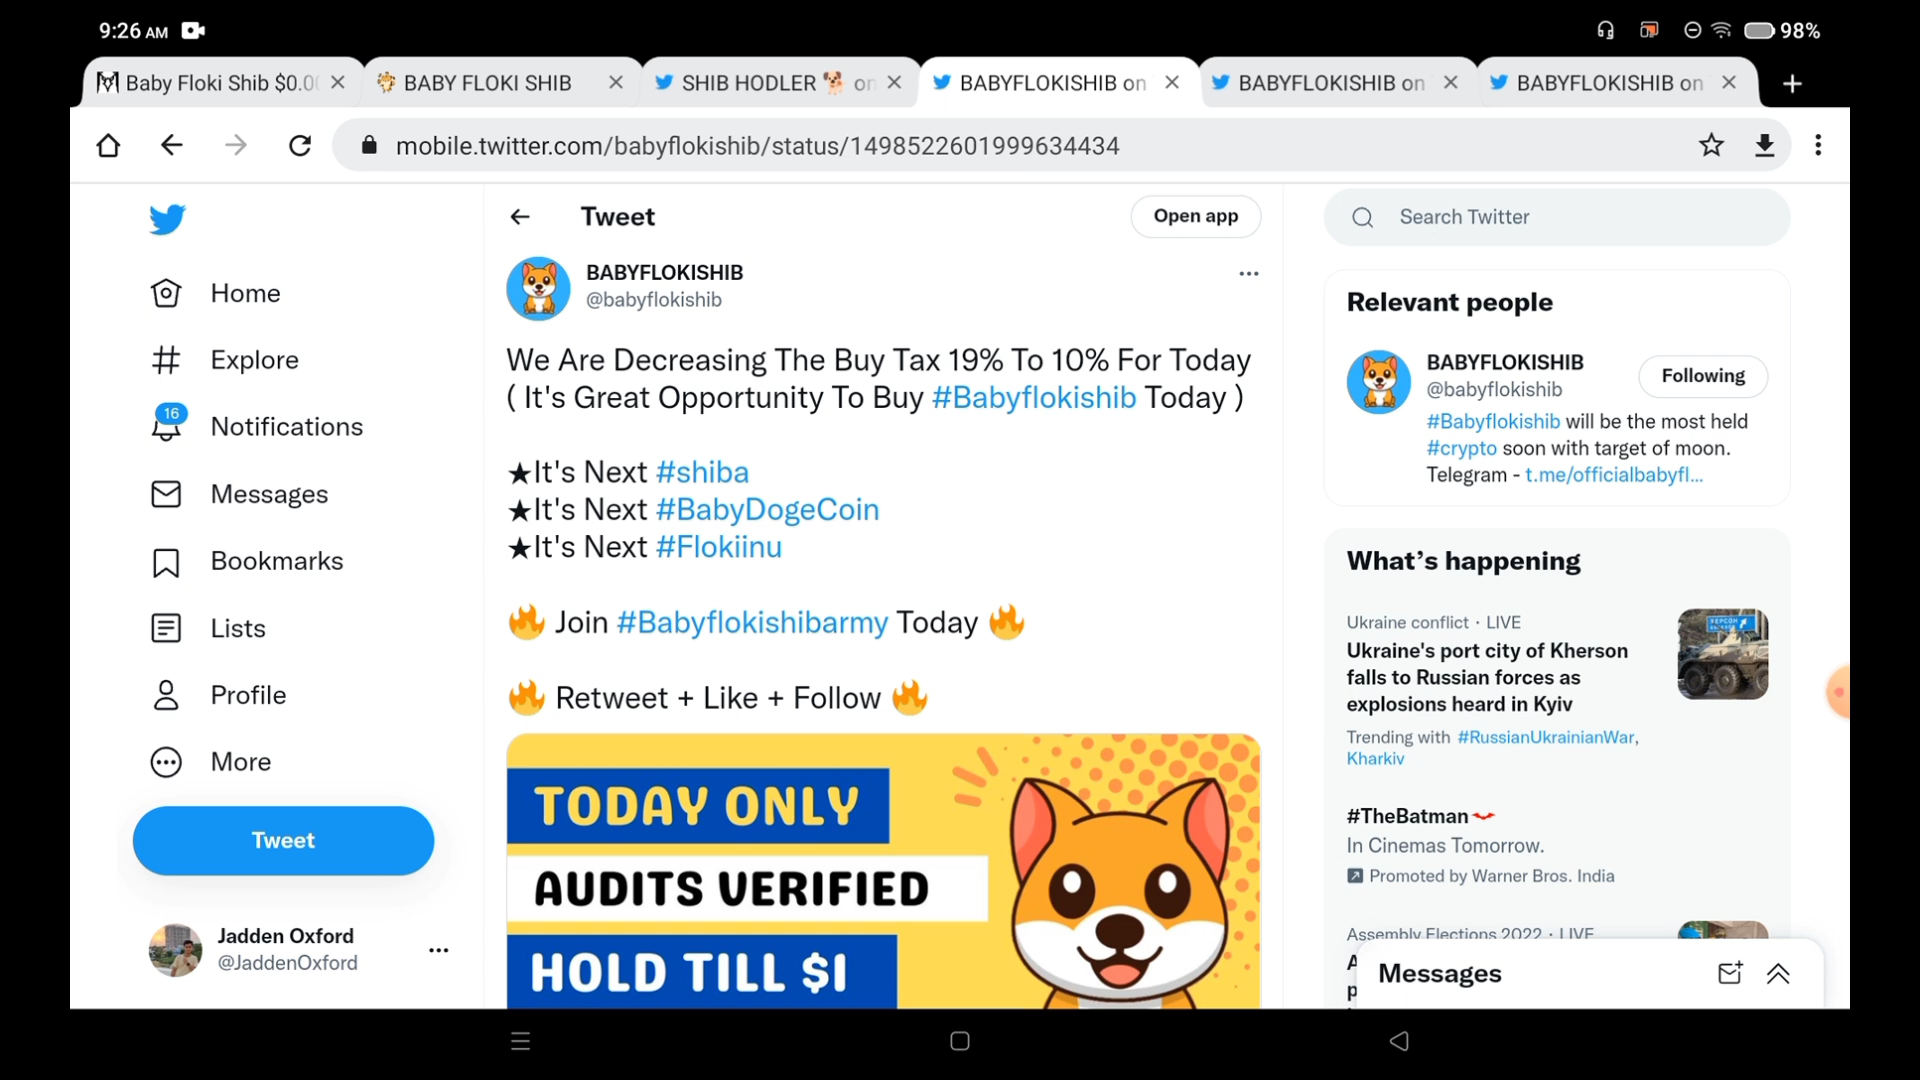 9:26 AM
98%
Baby Floki Shib $0.0
BABY FLOKI SHIB
SHIB HODLER 🐕 on
BABYFLOKISHIB on
BABYFLOKISHIB on
BABYFLOKISHIB on
mobile.twitter.com/babyflokishib/status/1498522601999634434
Home
Explore
16
Notifications
Messages
Bookmarks
Lists
Profile
More
Tweet
Jadden Oxford
@JaddenOxford
Tweet
Open app
BABYFLOKISHIB
@babyflokishib
We Are Decreasing The Buy Tax 19% To 10% For Today
( It's Great Opportunity To Buy #Babyflokishib Today )
★It's Next #shiba
★It's Next #BabyDogeCoin
★It's Next #Flokiinu
🔥 Join #Babyflokishibarmy Today 🔥
🔥 Retweet + Like + Follow 🔥
TODAY ONLY
AUDITS VERIFIED
HOLD TILL $1
Search Twitter
Relevant people
BABYFLOKISHIB
@babyflokishib
Following
#Babyflokishib will be the most held
#crypto soon with target of moon.
Telegram - t.me/officialbabyfl...
What's happening
Ukraine conflict · LIVE
Ukraine's port city of Kherson
falls to Russian forces as
explosions heard in Kyiv
Trending with #RussianUkrainianWar,
Kharkiv
#TheBatman
In Cinemas Tomorrow.
Promoted by Warner Bros. India
Assembly Elections 2022 · LIVE
Messages